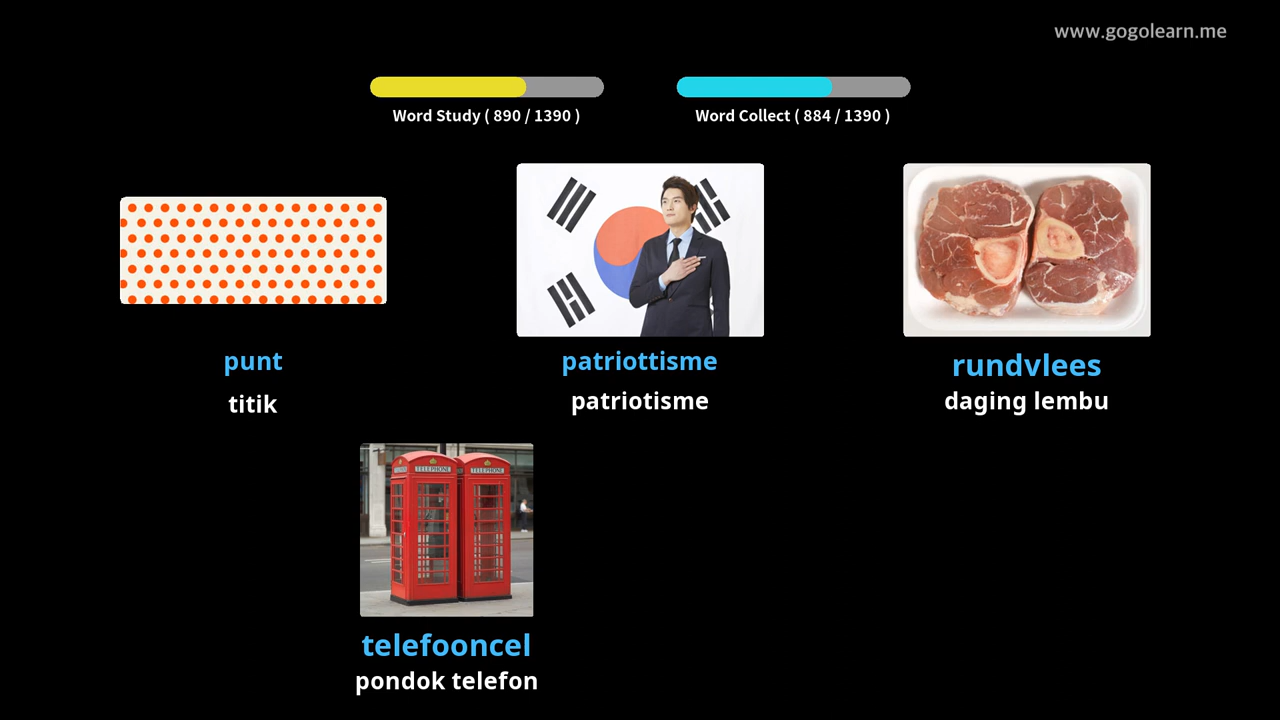 www.gogolearn.me
Word Study ( 890 / 1390 )
Word Collect ( 884 / 1390 )
punt
titik
patriottisme
patriotisme
rundvlees
daging lembu
TELEPHONE
TELEPHONE
telefooncel
pondok telefon